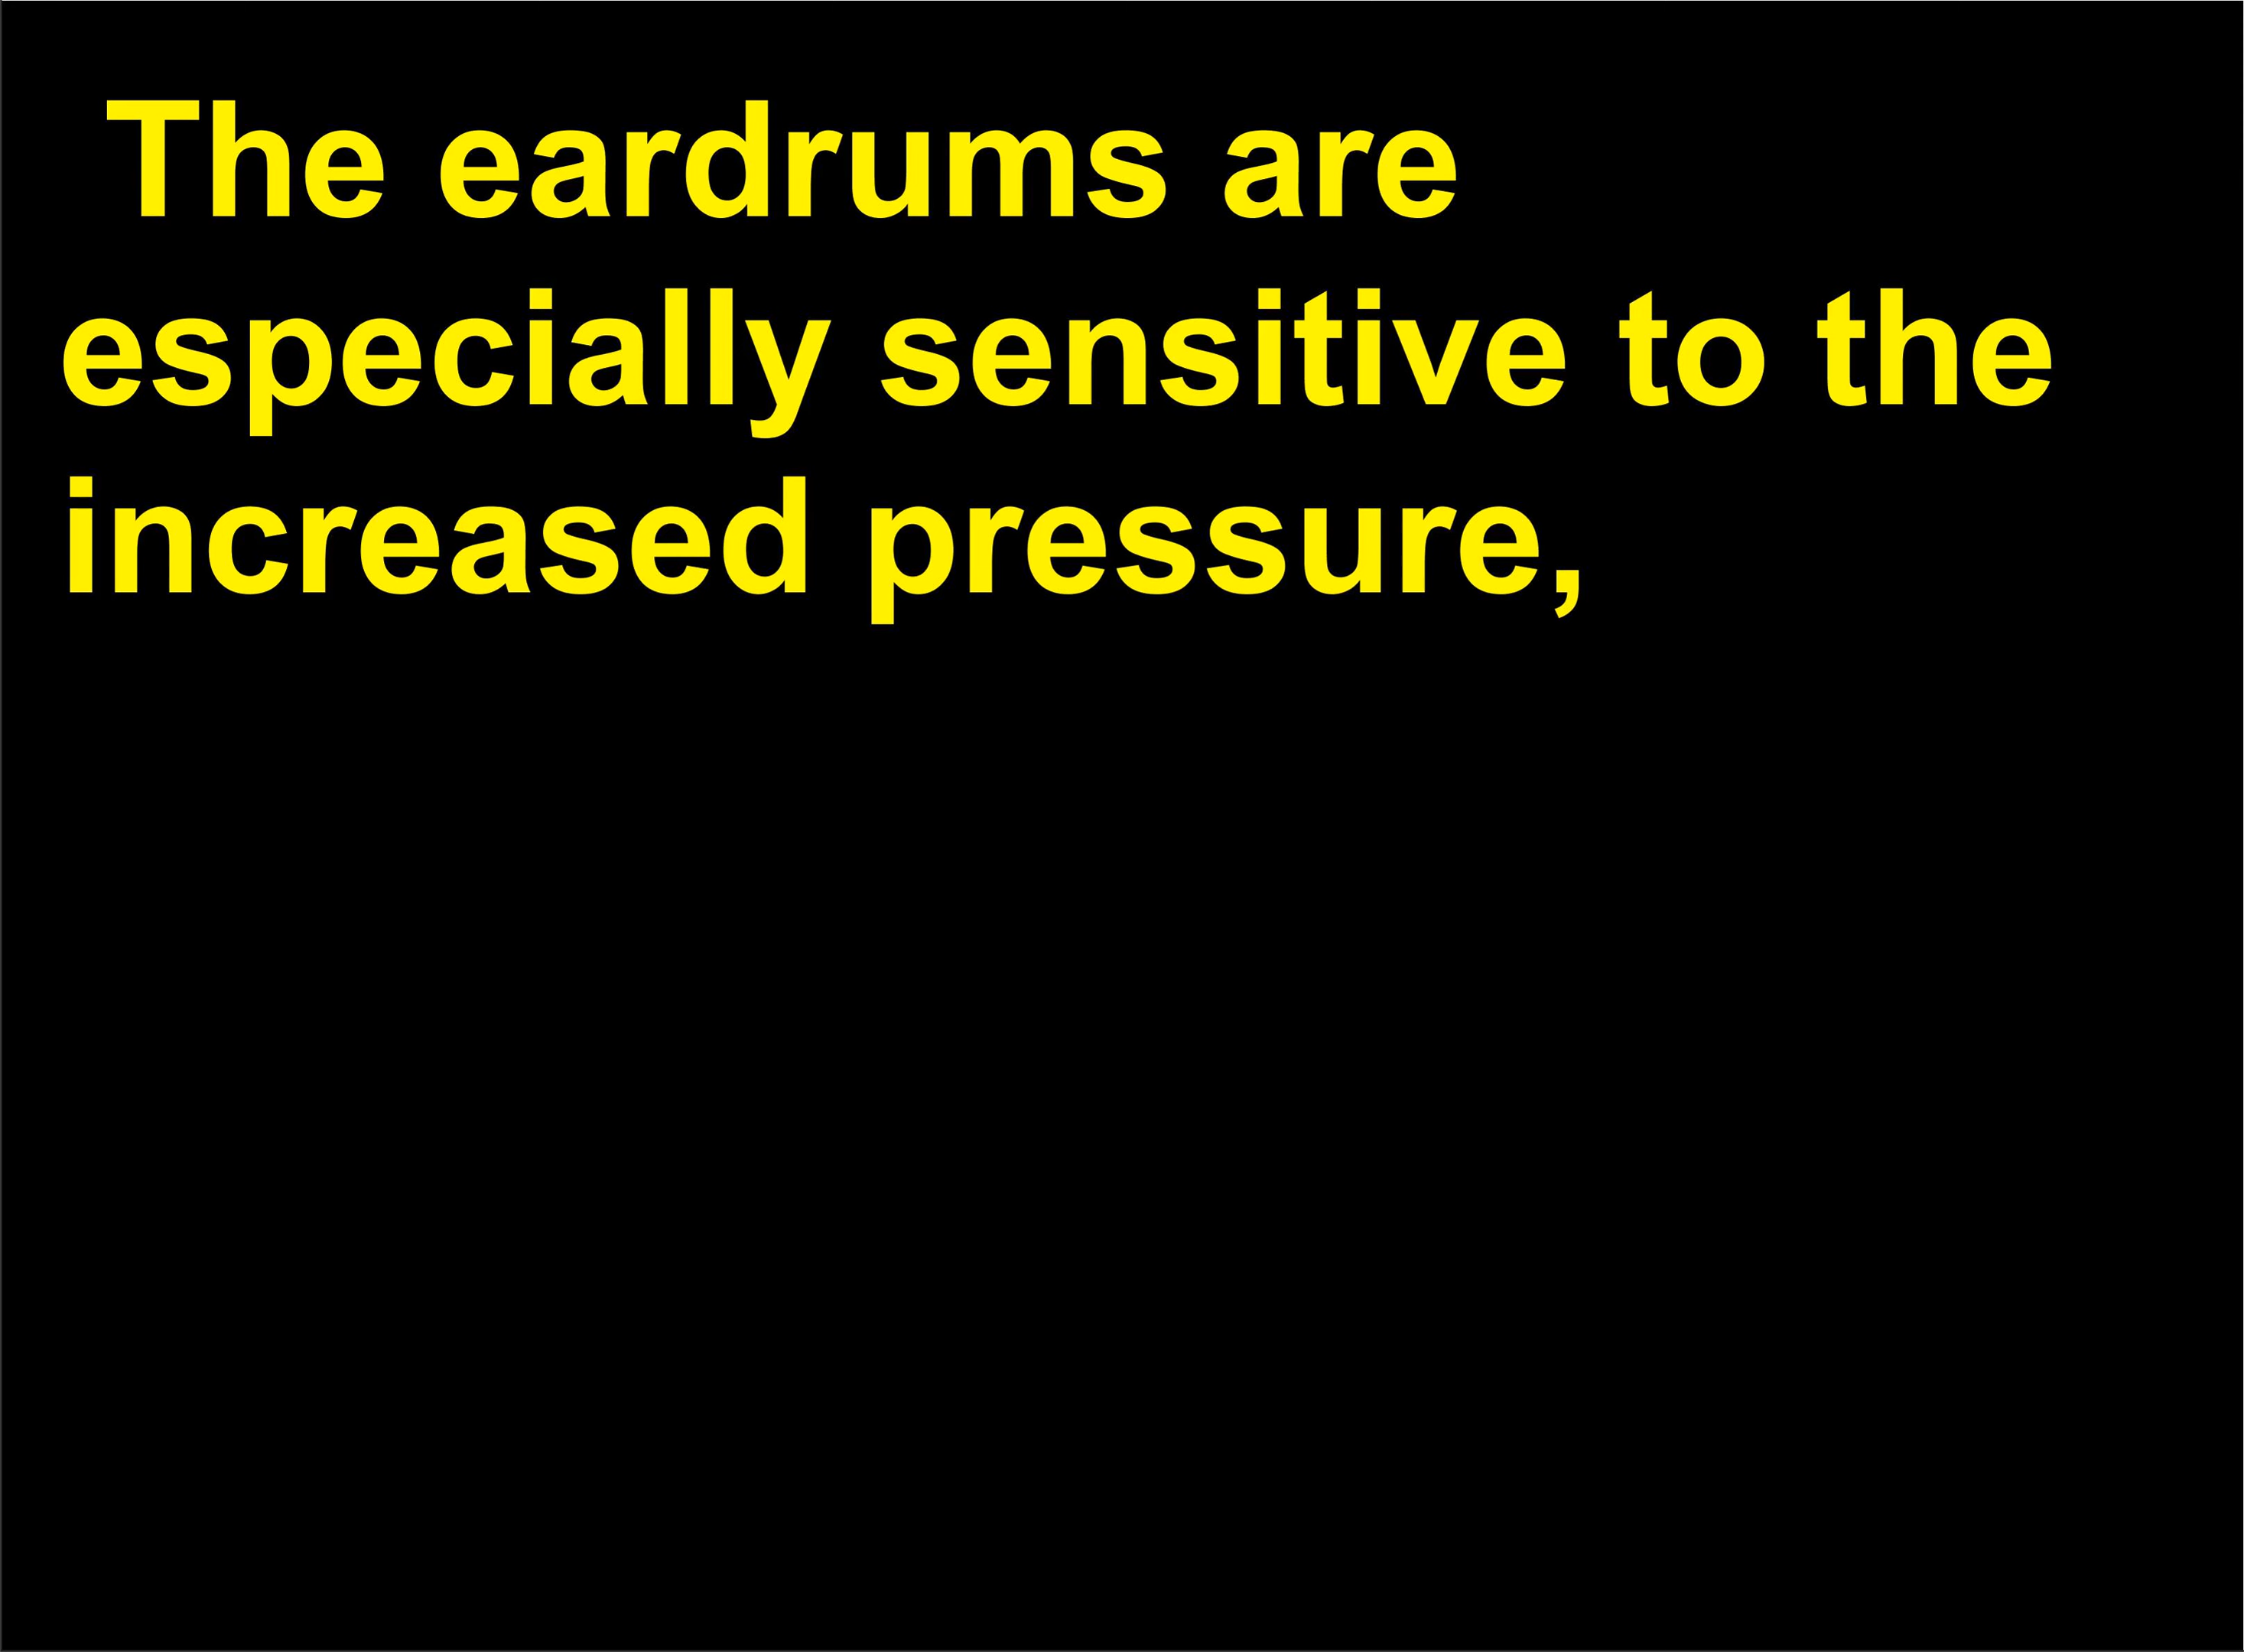 The eardrums are
especially sensitive to the
increased pressure,